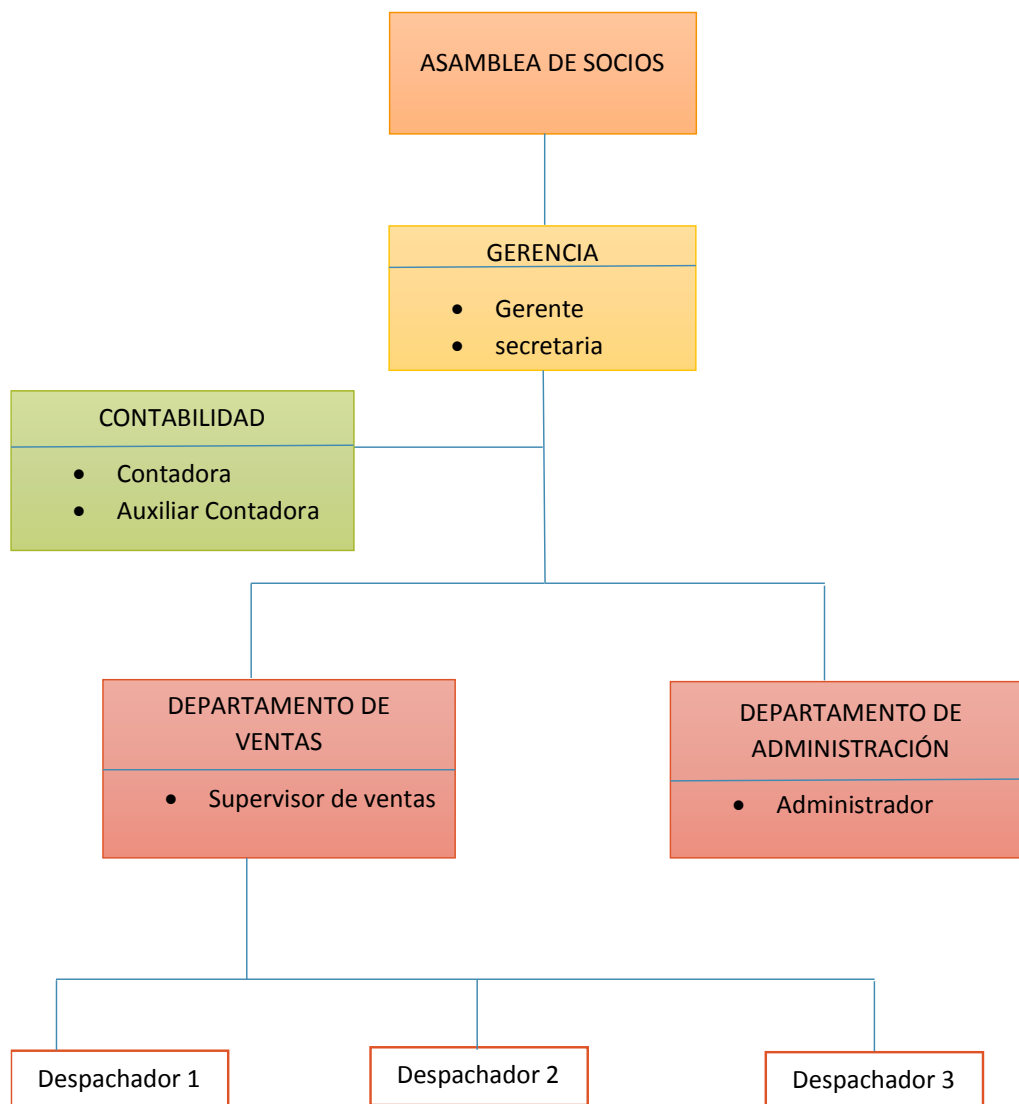 ASAMBLEA DE SOCIOS
GERENCIA
• Gerente
• secretaria
CONTABILIDAD
• Contadora
• Auxiliar Contadora
DEPARTAMENTO DE
VENTAS
• Supervisor de ventas
DEPARTAMENTO DE
ADMINISTRACIÓN
• Administrador
Despachador 1
Despachador 2
Despachador 3